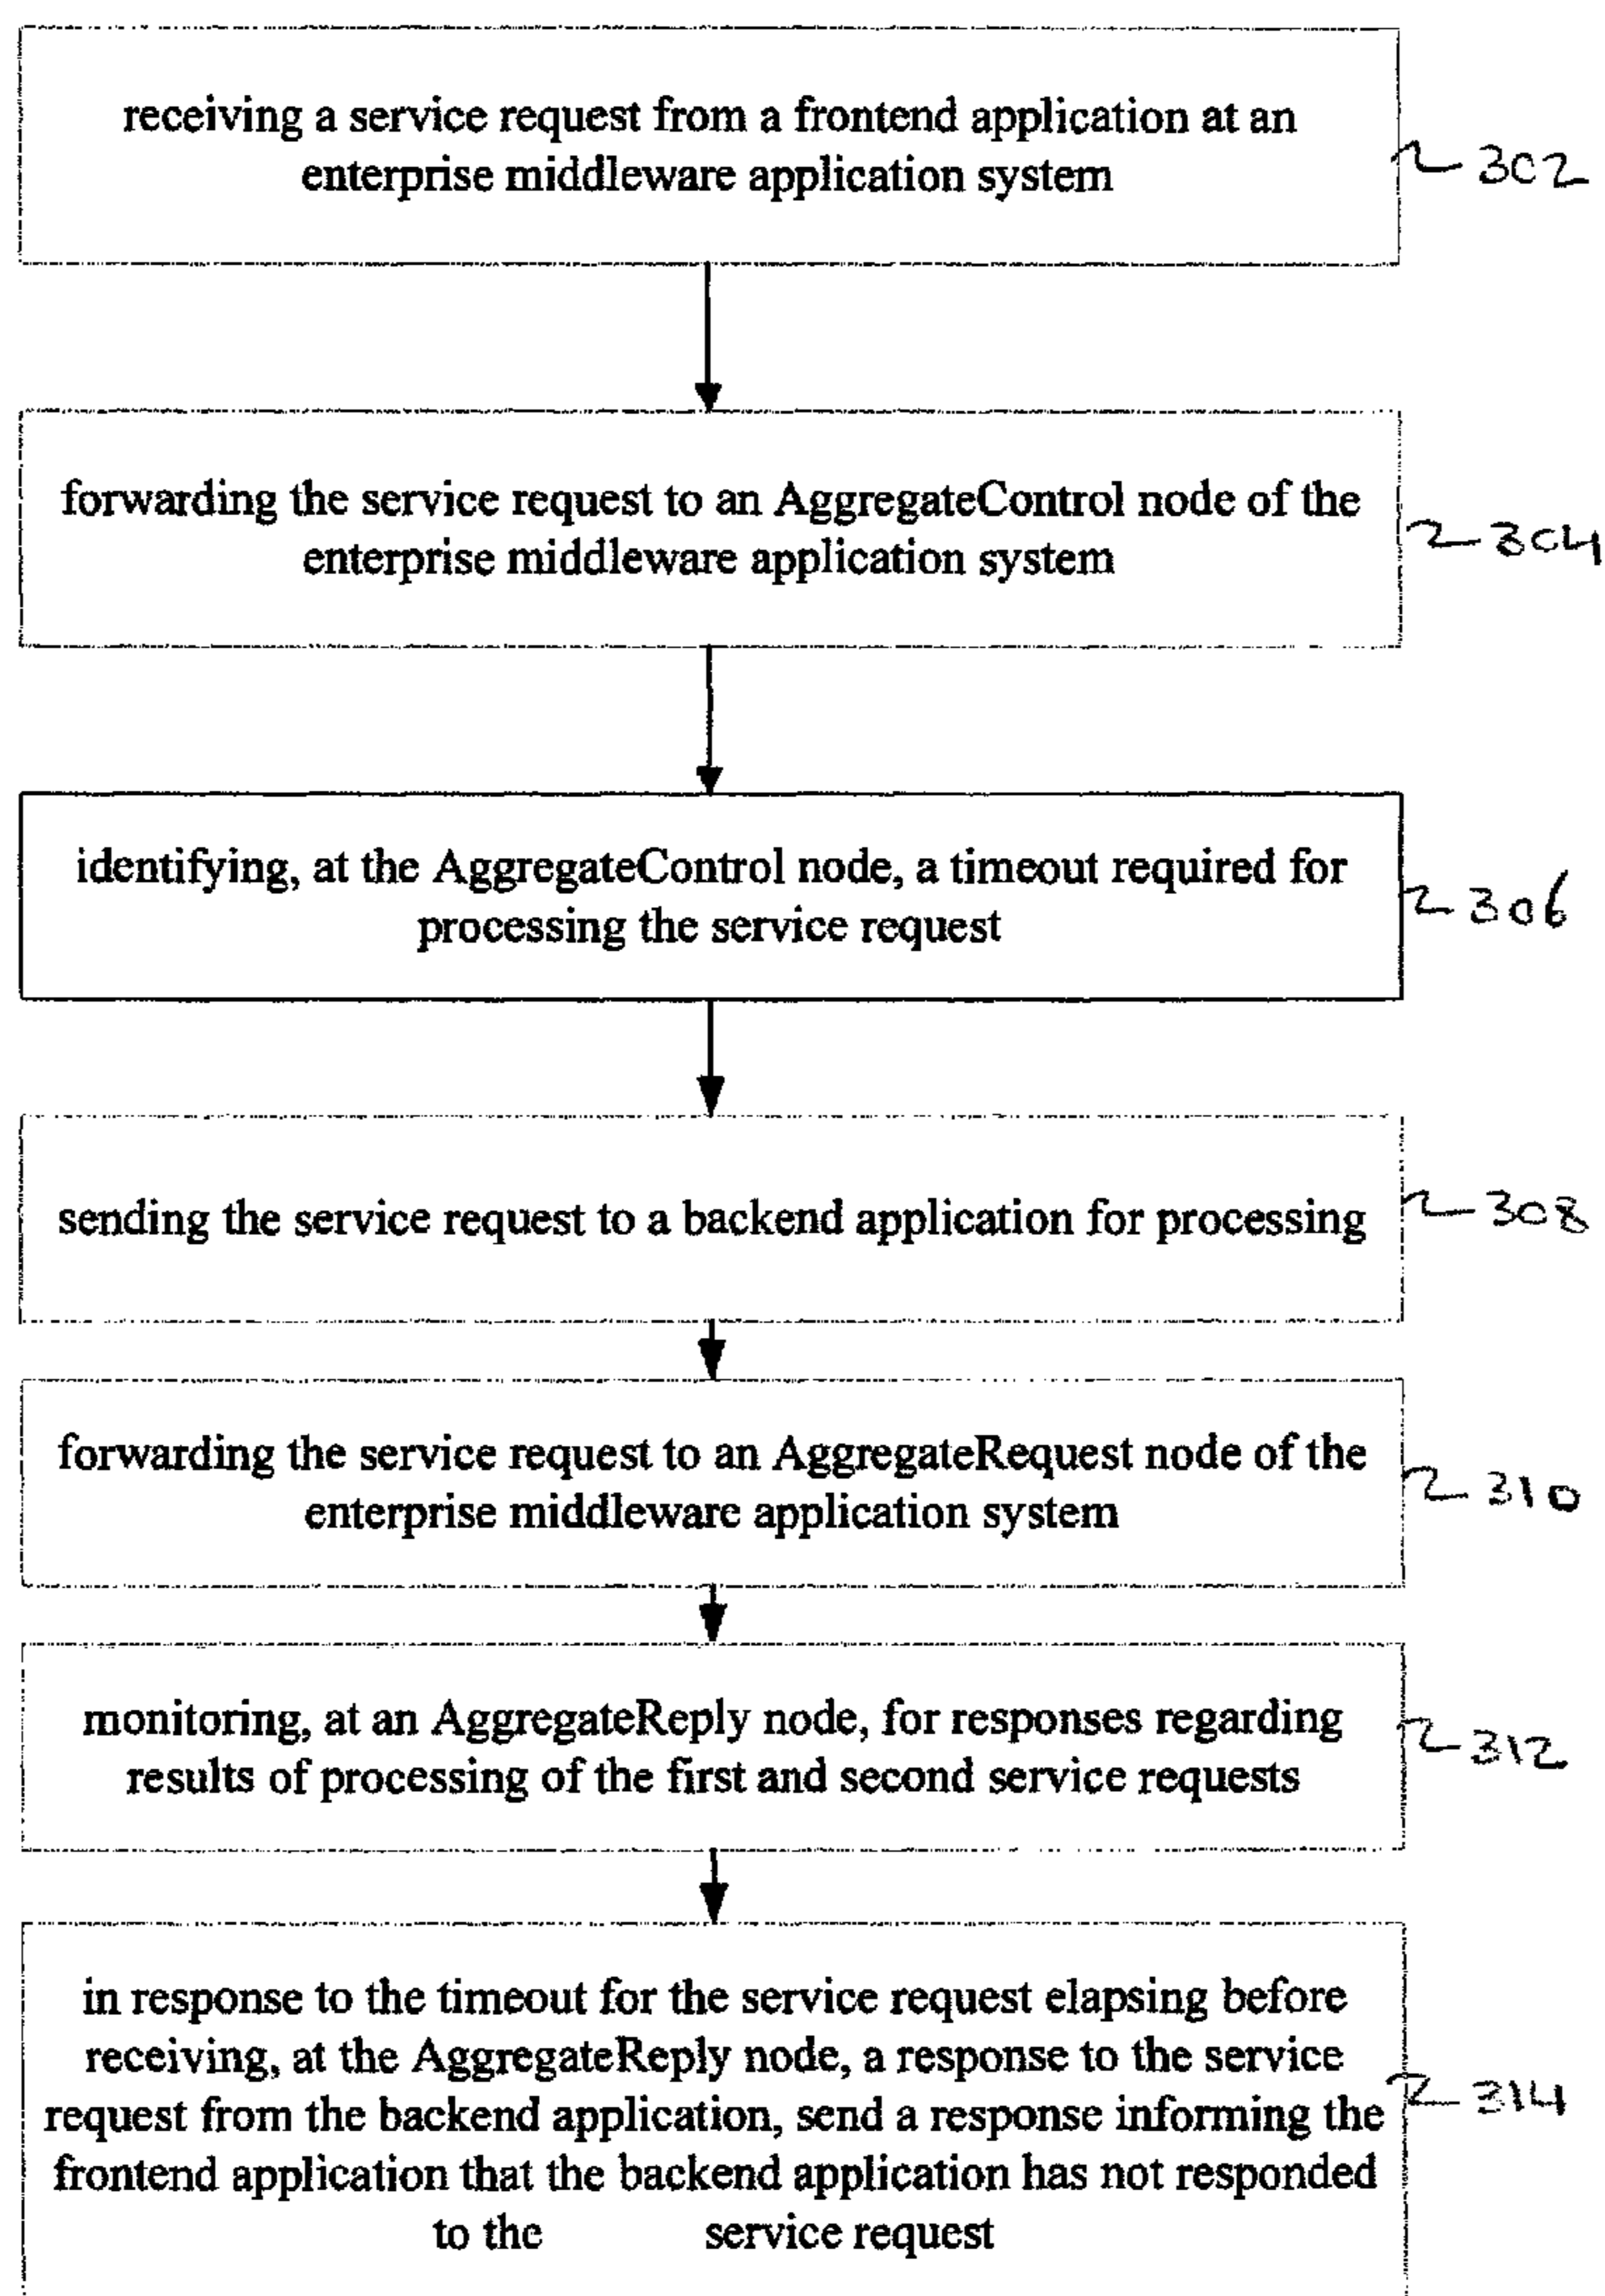 receiving a service request from a frontend application at an
enterprise middleware application system
302
forwarding the service request to an AggregateControl node of the
enterprise middleware application system
304
identifying, at the AggregateControl node, a timeout required for
processing the service request
306
sending the service request to a backend application for processing
308
forwarding the service request to an AggregateRequest node of the
enterprise middleware application system
310
monitoring, at an AggregateReply node, for responses regarding
results of processing of the first and second service requests
312
in response to the timeout for the service request elapsing before
receiving, at the AggregateReply node, a response to the service
request from the backend application, send a response informing the
frontend application that the backend application has not responded
to the service request
314